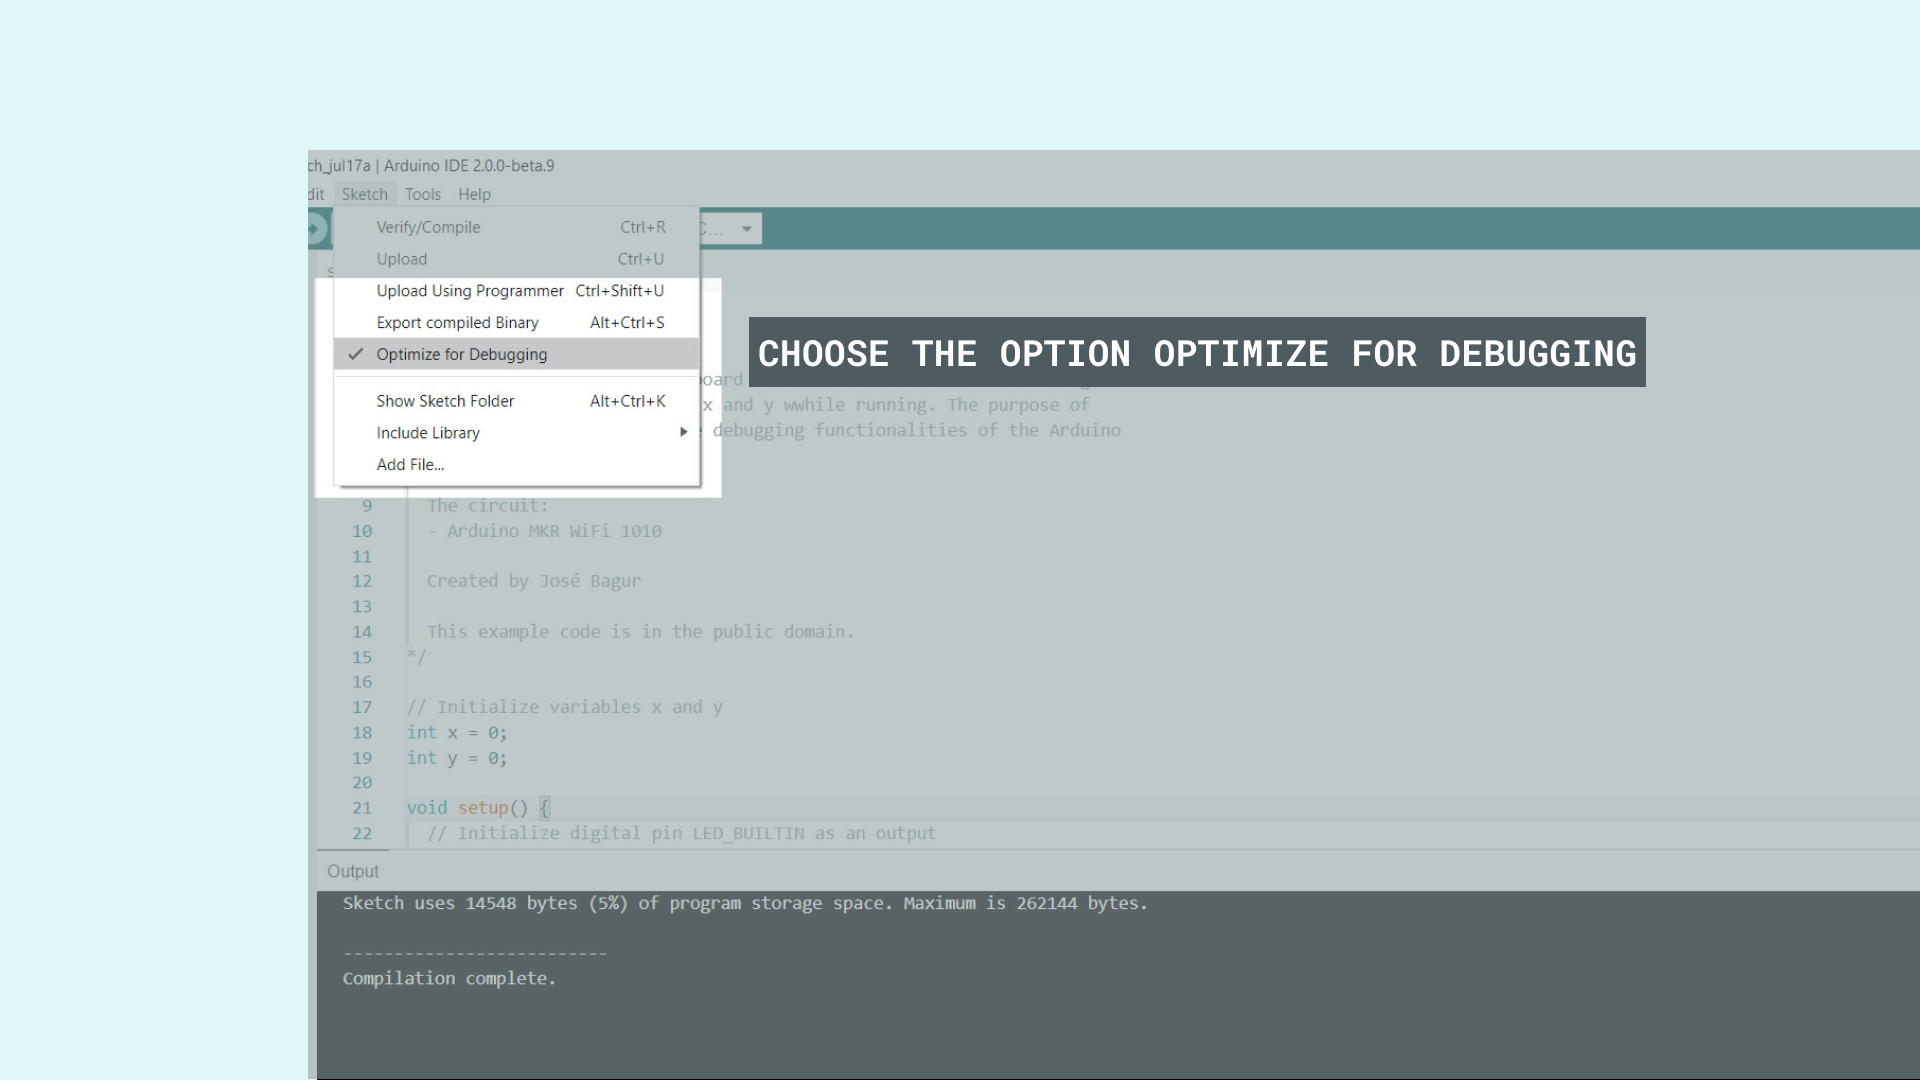 ch_jul17a | Arduino IDE 2.0.0-beta.9
dit Sketch Tools Help
Verify/Compile Ctrl+R
C...
Upload Ctrl+U
Upload Using Programmer Ctrl+Shift+U
Export compiled Binary Alt+Ctrl+S
Optimize for Debugging
CHOOSE THE OPTION OPTIMIZE FOR DEBUGGING
oard
Show Sketch Folder Alt+Ctrl+K
x and y wwhile running. The purpose of
Include Library
debugging functionalities of the Arduino
Add File...
9 The circuit:
10 - Arduino MKR WiFi 1010
11
12 Created by José Bagur
13
14 This example code is in the public domain.
15 */
16
17 // Initialize variables x and y
18 int x = 0;
19 int y = 0;
20
21 void setup() {
22 // Initialize digital pin LED_BUILTIN as an output
Output
Sketch uses 14548 bytes (5%) of program storage space. Maximum is 262144 bytes.
--------------------------
Compilation complete.